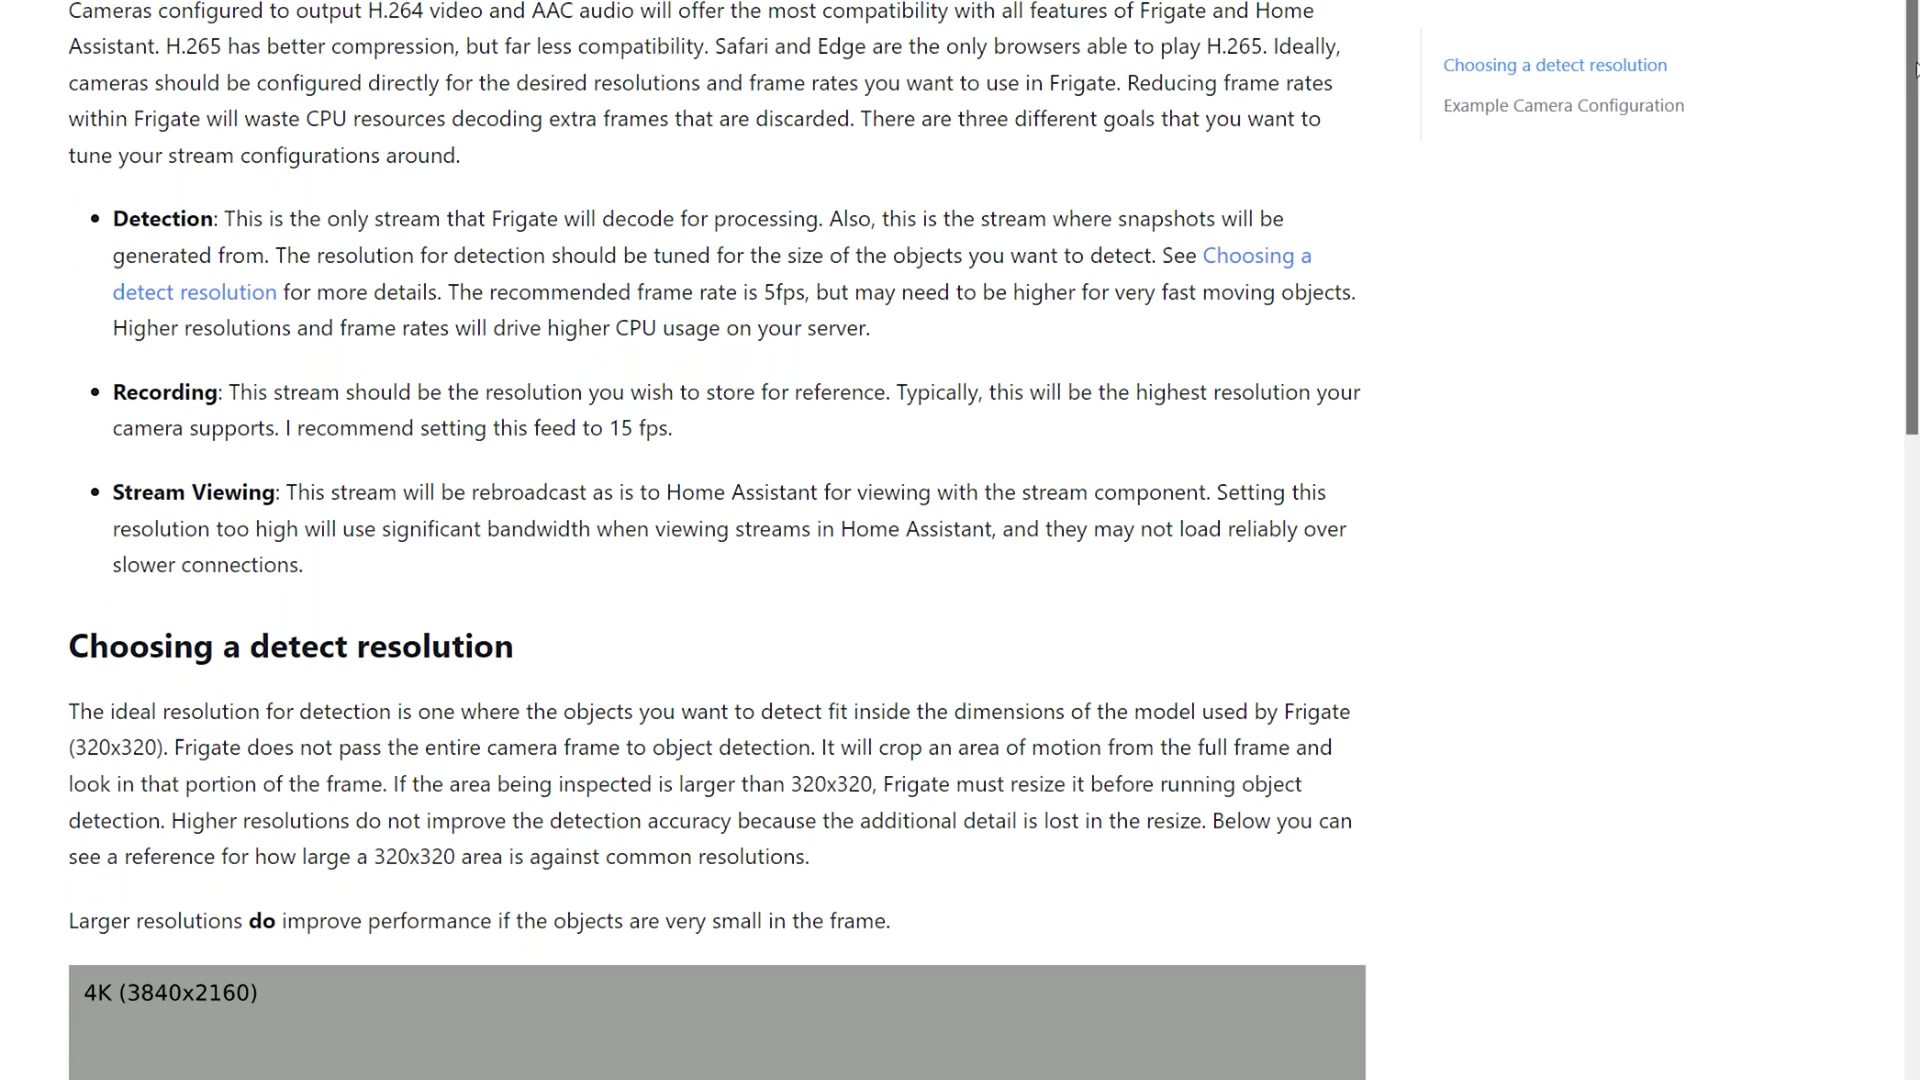 Cameras configured to output H.264 video and AAC audio will offer the most compatibility with all features of Frigate and Home
Assistant. H.265 has better compression, but far less compatibility. Safari and Edge are the only browsers able to play H.265. Ideally,
cameras should be configured directly for the desired resolutions and frame rates you want to use in Frigate. Reducing frame rates
within Frigate will waste CPU resources decoding extra frames that are discarded. There are three different goals that you want to
tune your stream configurations around.
Detection: This is the only stream that Frigate will decode for processing. Also, this is the stream where snapshots will be
generated from. The resolution for detection should be tuned for the size of the objects you want to detect. See Choosing a
detect resolution for more details. The recommended frame rate is 5fps, but may need to be higher for very fast moving objects.
Higher resolutions and frame rates will drive higher CPU usage on your server.
Recording: This stream should be the resolution you wish to store for reference. Typically, this will be the highest resolution your
camera supports. I recommend setting this feed to 15 fps.
Stream Viewing: This stream will be rebroadcast as is to Home Assistant for viewing with the stream component. Setting this
resolution too high will use significant bandwidth when viewing streams in Home Assistant, and they may not load reliably over
slower connections.
Choosing a detect resolution
The ideal resolution for detection is one where the objects you want to detect fit inside the dimensions of the model used by Frigate
(320x320). Frigate does not pass the entire camera frame to object detection. It will crop an area of motion from the full frame and
look in that portion of the frame. If the area being inspected is larger than 320x320, Frigate must resize it before running object
detection. Higher resolutions do not improve the detection accuracy because the additional detail is lost in the resize. Below you can
see a reference for how large a 320x320 area is against common resolutions.
Larger resolutions do improve performance if the objects are very small in the frame.
4K (3840x2160)
Choosing a detect resolution
Example Camera Configuration